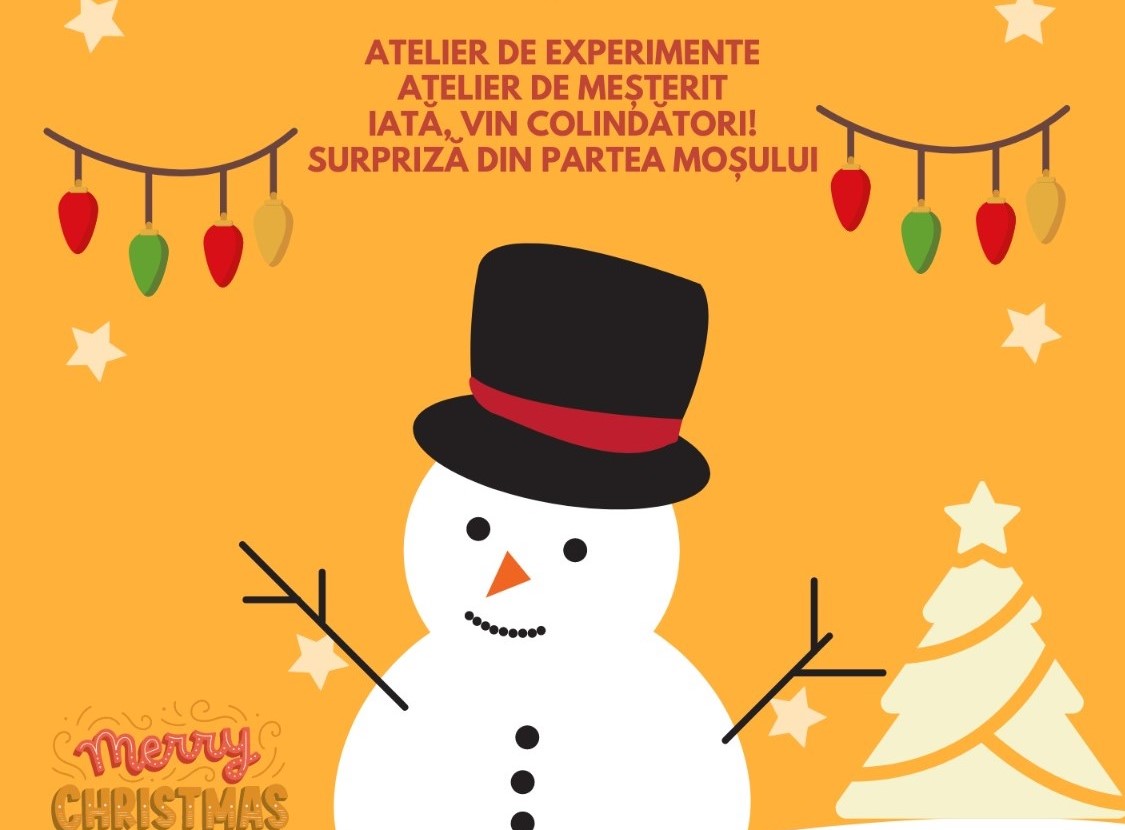 ATELIER DE EXPERIMENTE
ATELIER DE MEȘTERIT
IATĂ, VIN COLINDĂTORI!
SURPRIZĂ DIN PARTEA MOȘULUI
merry
CHRISTMAS